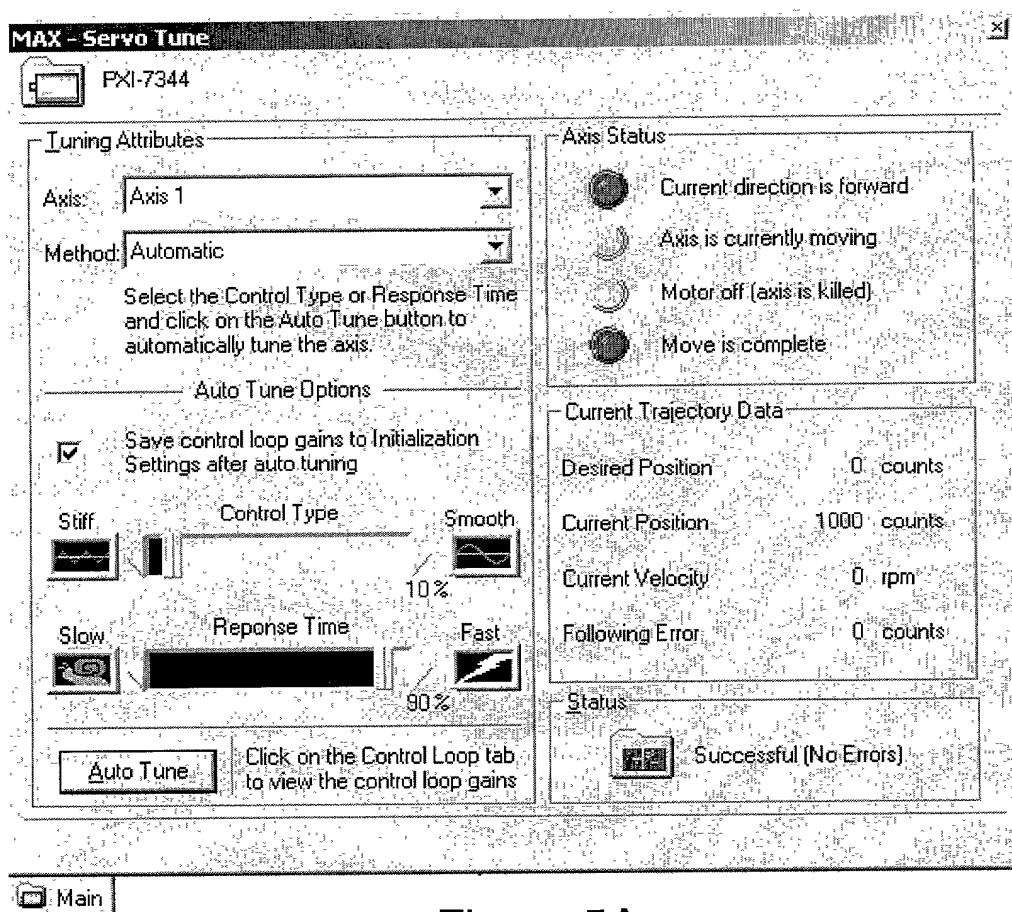 MAX - Servo Tune
PXI-7344
Tuning Attributes
Axis: Axis 1
Method: Automatic
Select the Control Type or Response Time
and click on the Auto Tune button to
automatically tune the axis.
Auto Tune Options
Save control loop gains to Initialization
Settings after auto tuning
Stiff Control Type Smooth
10%
Slow Reponse Time Fast
90%
Auto Tune
Click on the Control Loop tab
to view the control loop gains
Axis Status
Current direction is forward
Axis is currently moving
Motor off (axis is killed)
Move is complete
Current Trajectory Data
Desired Position 0 counts
Current Position 1000 counts
Current Velocity 0 rpm
Following Error 0 counts
Status
Successful (No Errors)
Main